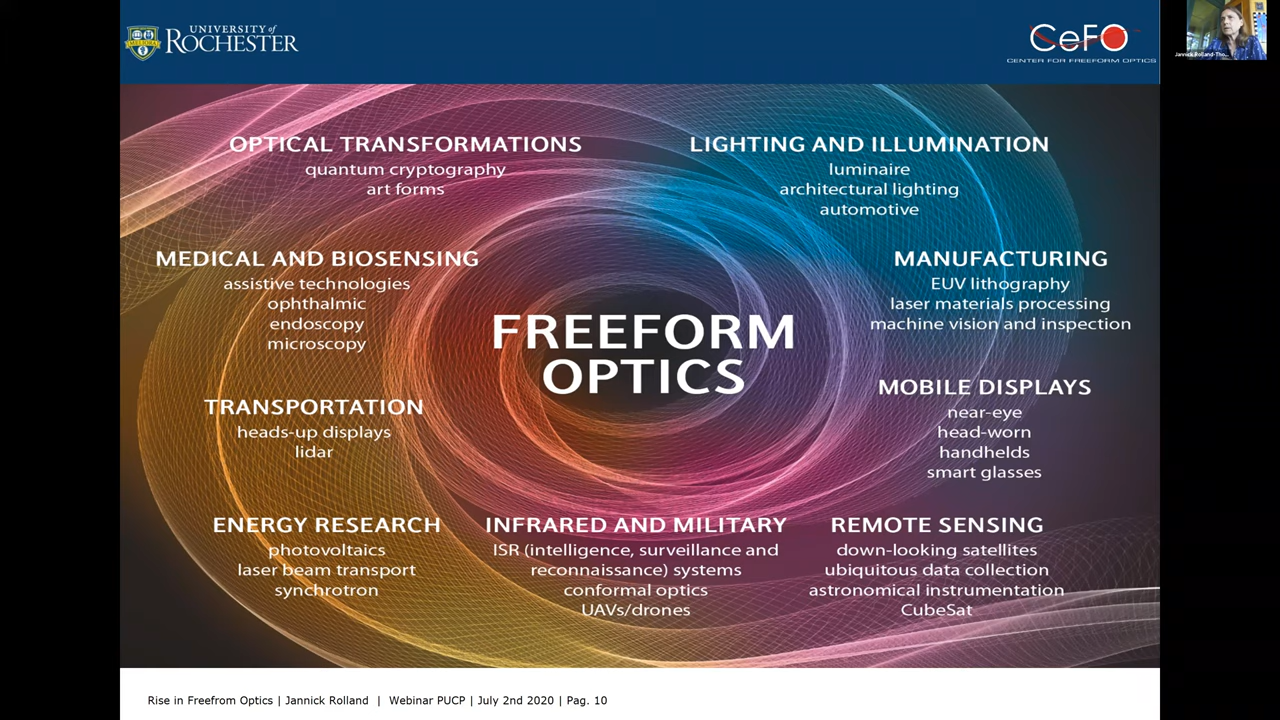 UNIVERSITY of
ROCHESTER
MELIORA
CeFO
CENTER FOR FREEFORM OPTICS
Jannick Rolland-Tho...
OPTICAL TRANSFORMATIONS
quantum cryptography
art forms
LIGHTING AND ILLUMINATION
luminaire
architectural lighting
automotive
MEDICAL AND BIOSENSING
assistive technologies
ophthalmic
endoscopy
microscopy
MANUFACTURING
EUV lithography
laser materials processing
machine vision and inspection
FREEFORM
OPTICS
TRANSPORTATION
heads-up displays
lidar
MOBILE DISPLAYS
near-eye
head-worn
handhelds
smart glasses
ENERGY RESEARCH
photovoltaics
laser beam transport
synchrotron
INFRARED AND MILITARY
ISR (intelligence, surveillance and
reconnaissance) systems
conformal optics
UAVs/drones
REMOTE SENSING
down-looking satellites
ubiquitous data collection
astronomical instrumentation
CubeSat
Rise in Freefrom Optics | Jannick Rolland | Webinar PUCP | July 2nd 2020 | Pag. 10